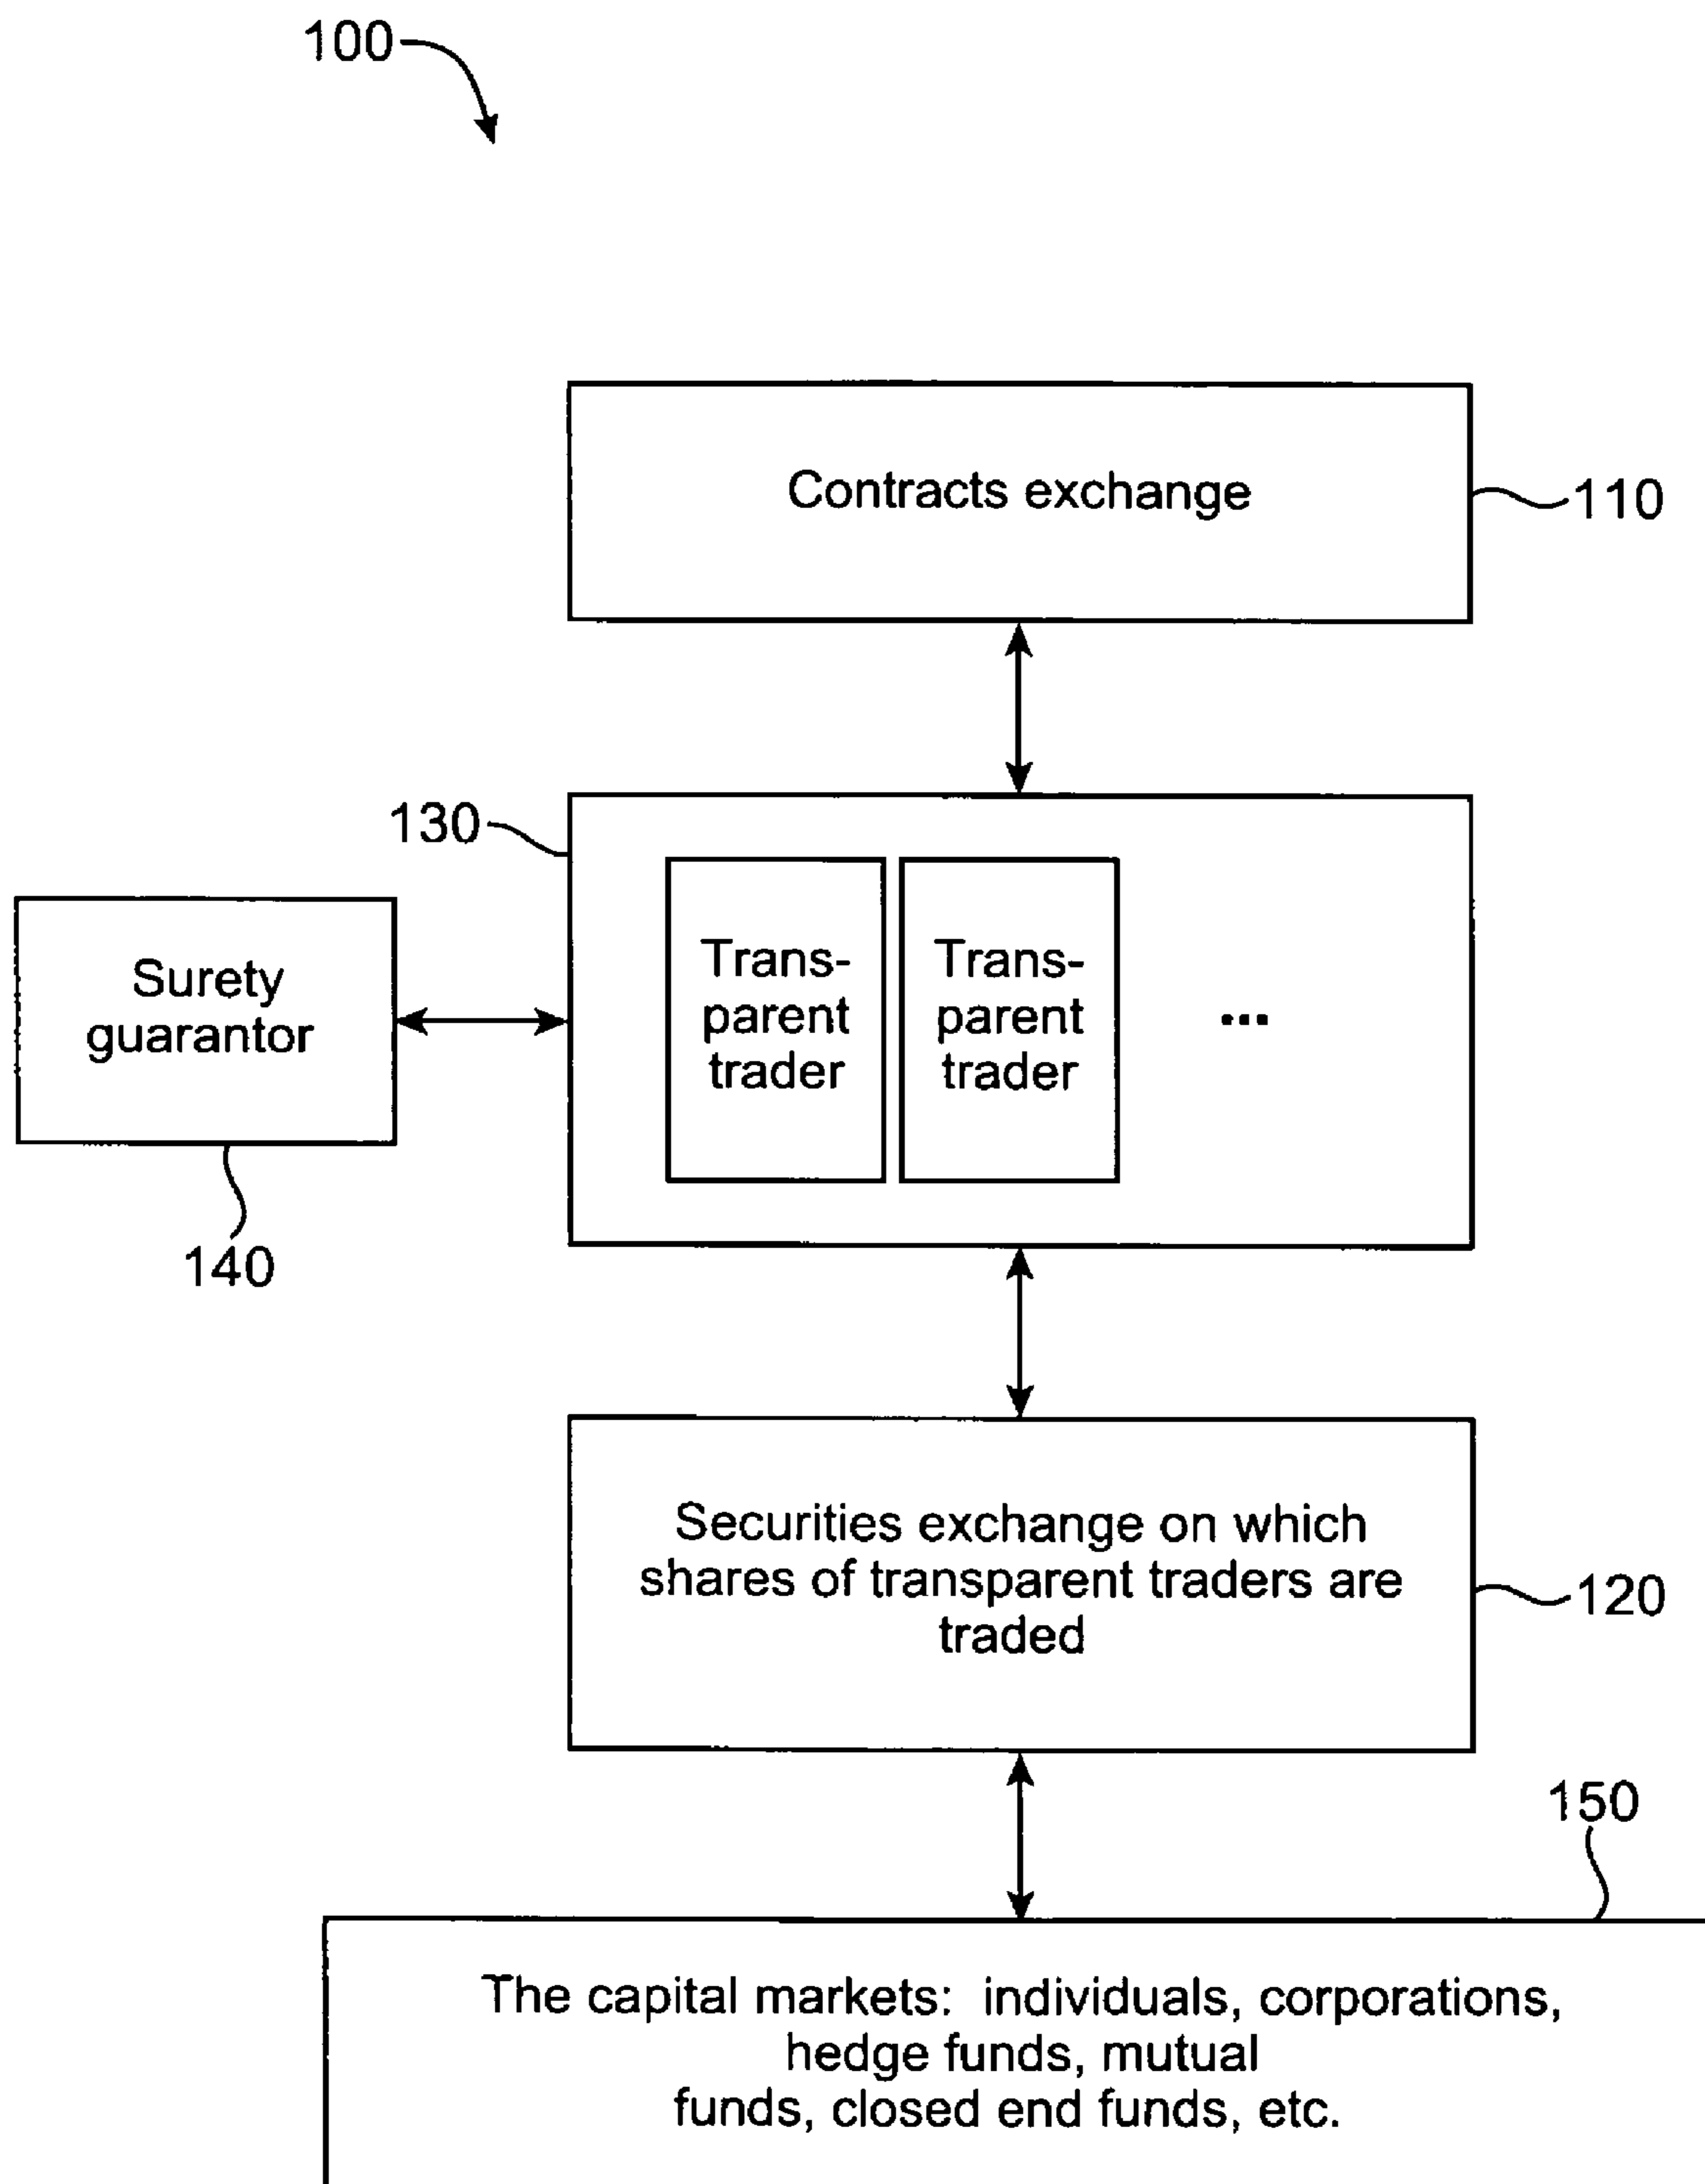 100
Contracts exchange
110
130
Surety
guarantor
140
Trans-
parent
trader
Trans-
parent
trader
...
Securities exchange on which
shares of transparent traders are
traded
120
150
The capital markets: individuals, corporations,
hedge funds, mutual
funds, closed end funds, etc.